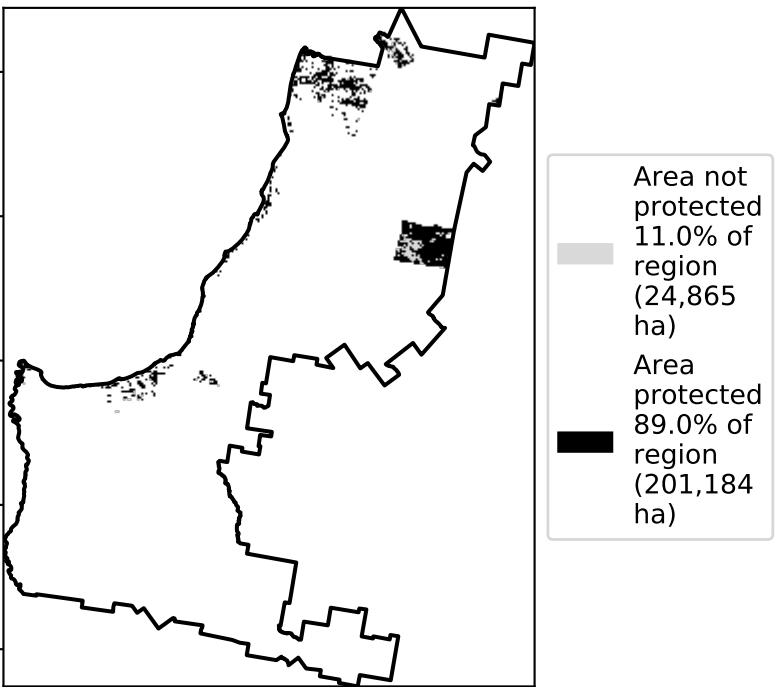 Area not
protected
11.0% of
region
(24,865
ha)
Area
protected
89.0% of
region
(201,184
ha)